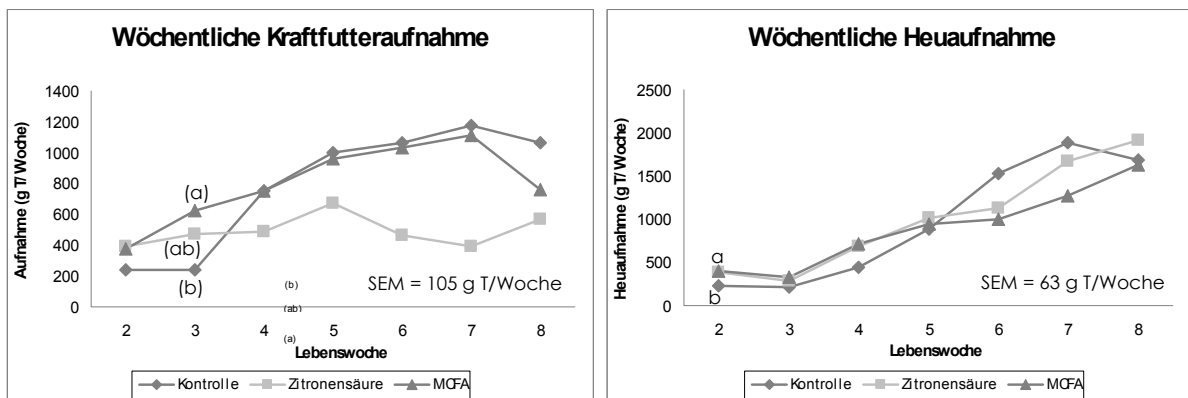 Wöchentliche Kraftfutteraufnahme
Aufnahme (g T/ Woche)
1400
1200
1000
800
600
400
200
0
(a)
(ab)
(b)
(b)
(ab)
(a)
SEM = 105 g T/Woche
2 3 4 5 6 7 8
Lebenswoche
Kontrolle Zitronensäure MCFA
Wöchentliche Heuaufnahme
Heuaufnahme (g T/ Woche)
2500
2000
1500
1000
500
0
a
b
SEM = 63 g T/Woche
2 3 4 5 6 7 8
Lebenswoche
Kontrolle Zitronensäure MCFA